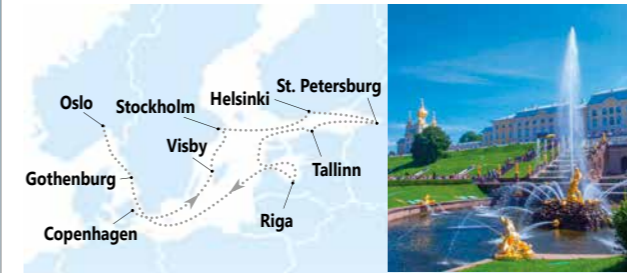 St. Petersburg
Helsinki
Oslo
Stockholm
Visby
Tallinn
Gothenburg
Riga
Copenhagen